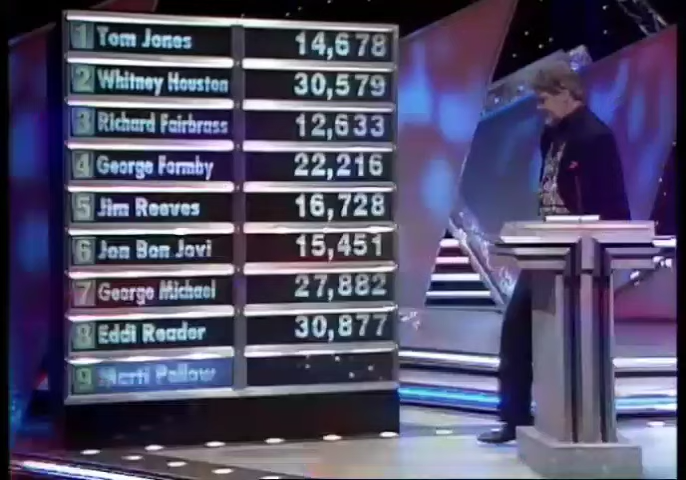 1 Tom Jones 14,678
2 Whitney Houston 30,579
3 Richard Fairbrass 12,633
4 George Formby 22,216
5 Jim Reeves 16,728
6 Jon Bon Jovi 15,451
7 George Michael 27,882
8 Eddi Reader 30,877
9 Marti Pellow